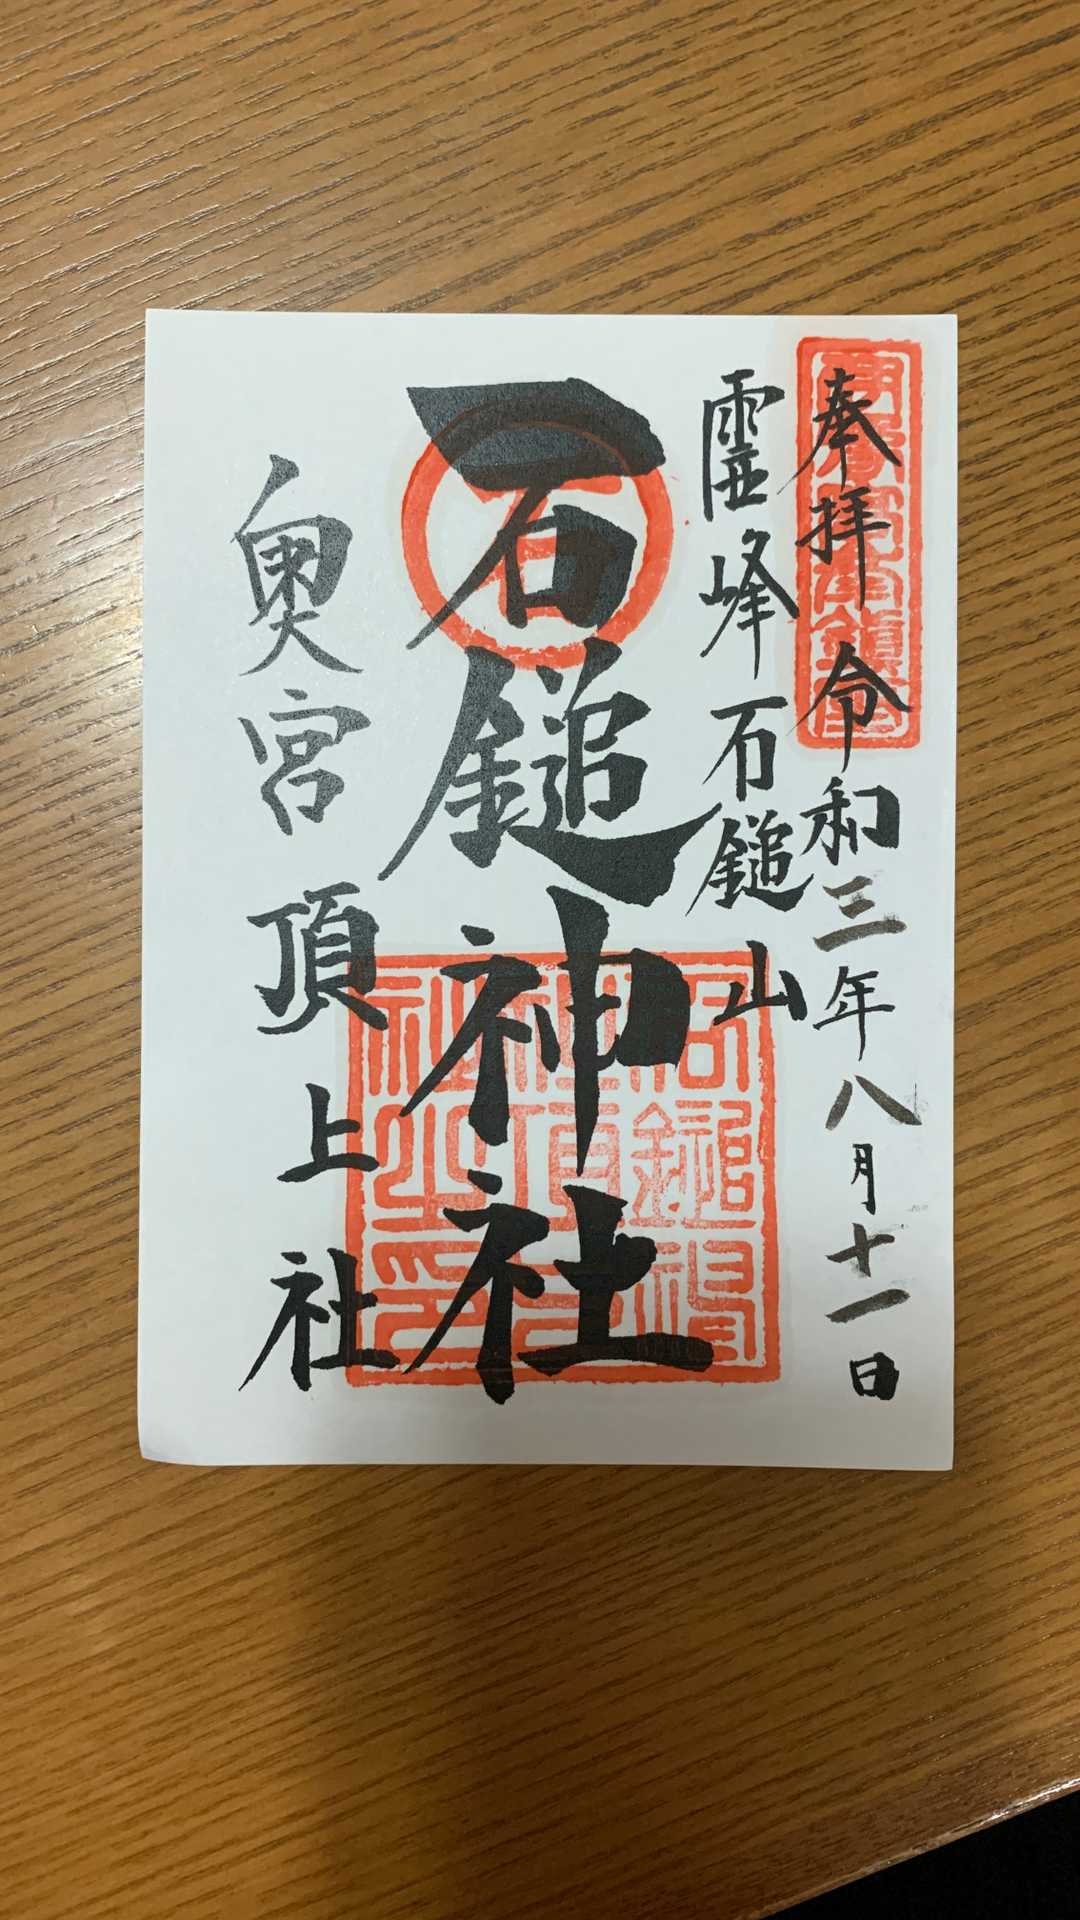 奉拝 令和三年八月十一日
霊峰石鎚山
石鎚神社
奥宮頂上社